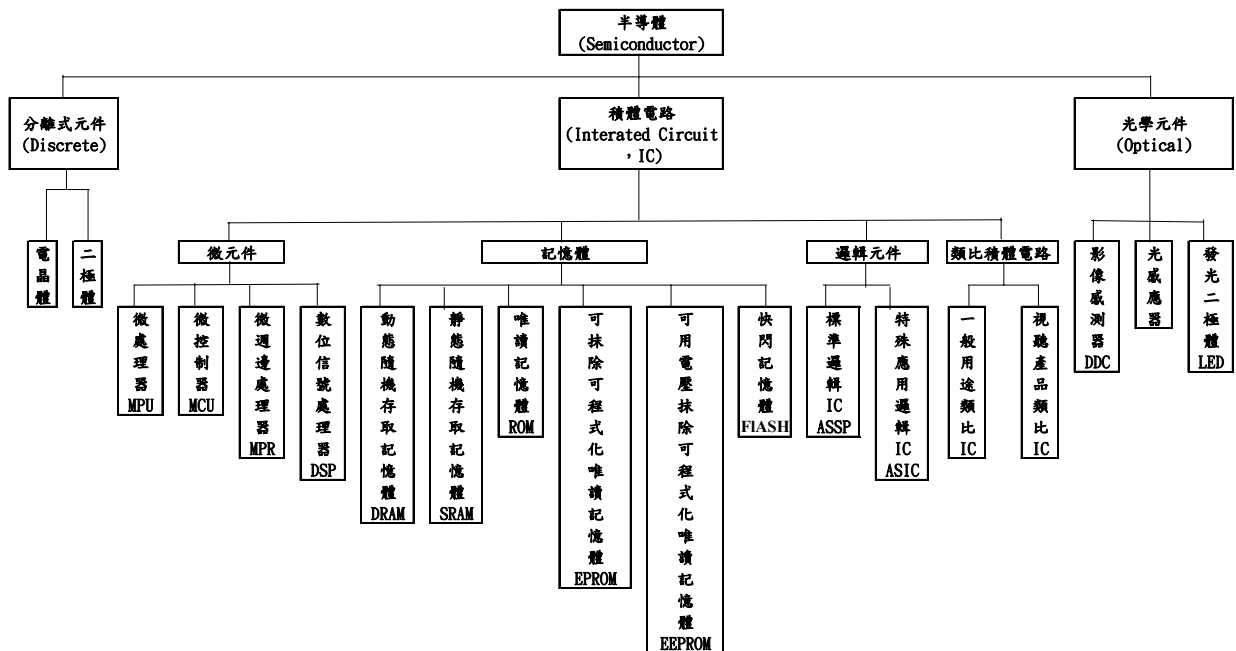 半導體
(Semiconductor)
分離式元件
(Discrete)
積體電路
(Interated Circuit
，IC)
光學元件
(Optical)
電晶體
二極體
微元件
記憶體
邏輯元件
類比積體電路
影像感測器
DDC
光感應器
發光二極體
LED
微處理器
MPU
微控制器
MCU
微週邊處理器
MPR
數位信號處理器
DSP
動態隨機存取記憶體
DRAM
靜態隨機存取記憶體
SRAM
唯讀記憶體
ROM
可抹除可程式化唯讀記憶體
EPROM
可用電壓抹除可程式化唯讀記憶體
EEPROM
快閃記憶體
FlASH
標準邏輯
IC
ASSP
特殊應用邏輯
IC
ASIC
一般用途類比
IC
視聽產品類比
IC